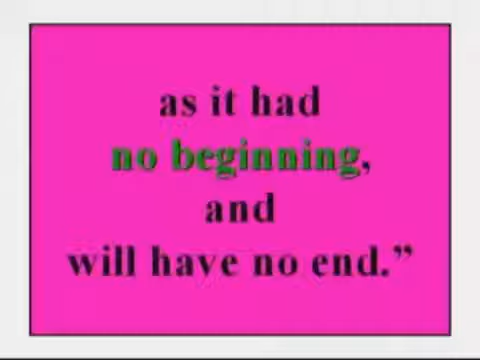 as it had
no beginning,
and
will have no end.”